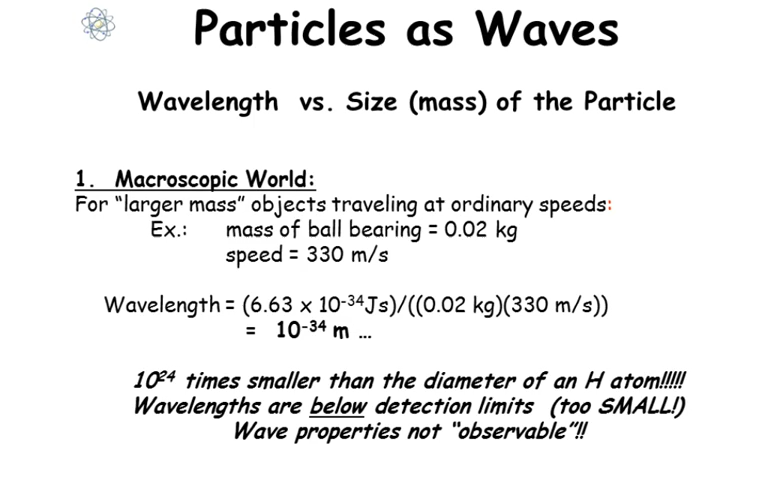 Particles as Waves
Wavelength vs. Size (mass) of the Particle
1. Macroscopic World:
For “larger mass” objects traveling at ordinary speeds:
Ex.: mass of ball bearing = 0.02 kg
speed = 330 m/s
Wavelength = (6.63 x 10⁻³⁴Js)/((0.02 kg)(330 m/s))
= 10⁻³⁴ m …
10²⁴ times smaller than the diameter of an H atom!!!!!
Wavelengths are below detection limits (too SMALL!)
Wave properties not “observable”!!